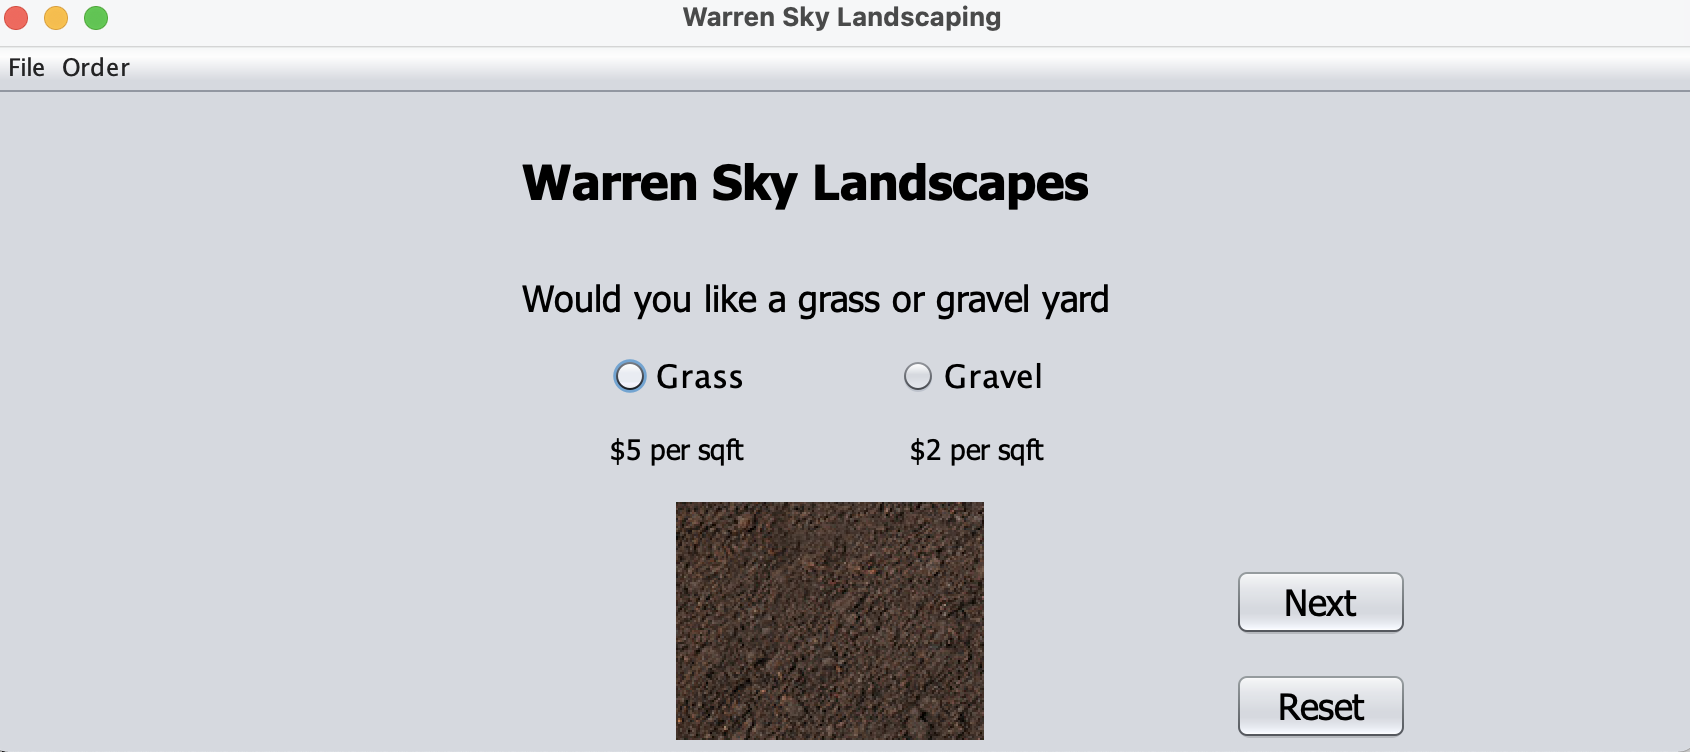 Warren Sky Landscaping
File Order
Warren Sky Landscapes
Would you like a grass or gravel yard
Grass Gravel
$5 per sqft $2 per sqft
Next
Reset